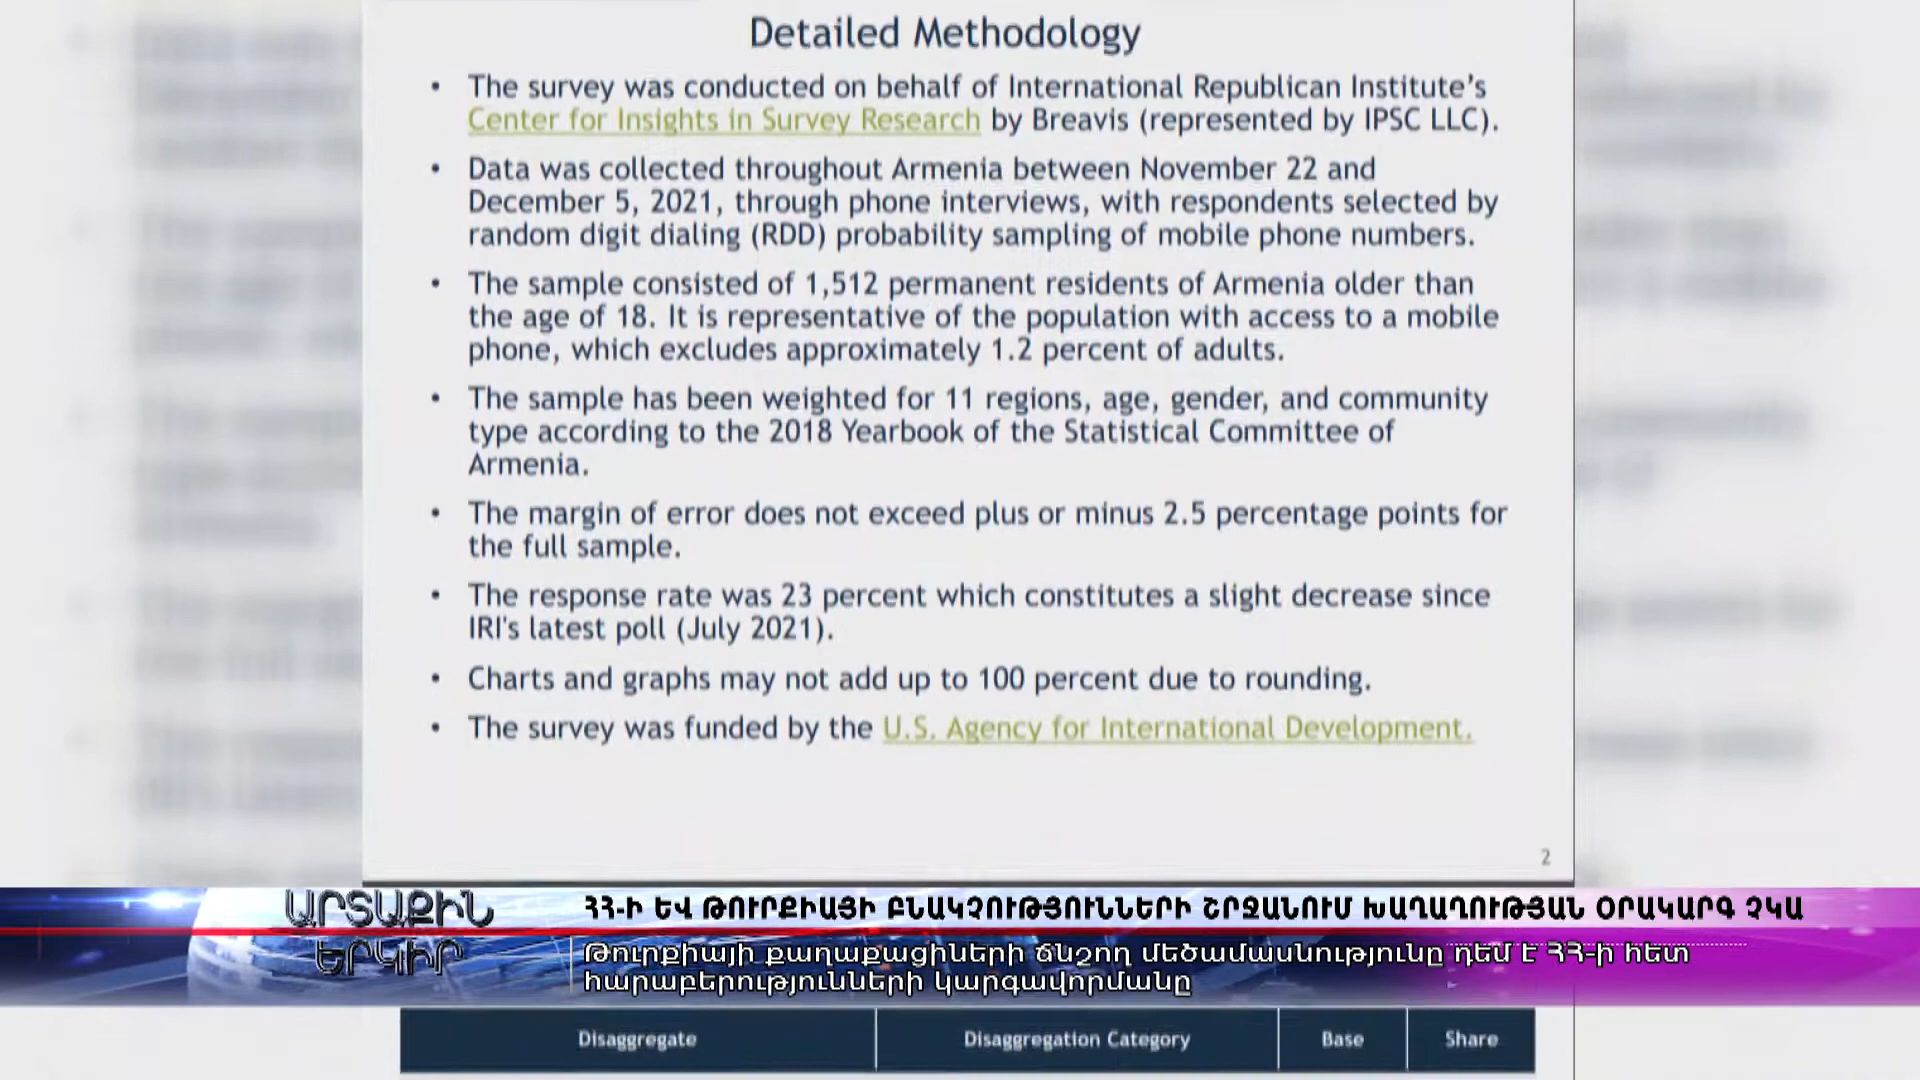 Detailed Methodology
• The survey was conducted on behalf of International Republican Institute's
Center for Insights in Survey Research by Breavis (represented by IPSC LLC).
• Data was collected throughout Armenia between November 22 and
December 5, 2021, through phone interviews, with respondents selected by
random digit dialing (RDD) probability sampling of mobile phone numbers.
• The sample consisted of 1,512 permanent residents of Armenia older than
the age of 18. It is representative of the population with access to a mobile
phone, which excludes approximately 1.2 percent of adults.
• The sample has been weighted for 11 regions, age, gender, and community
type according to the 2018 Yearbook of the Statistical Committee of
Armenia.
• The margin of error does not exceed plus or minus 2.5 percentage points for
the full sample.
• The response rate was 23 percent which constitutes a slight decrease since
IRI's latest poll (July 2021).
• Charts and graphs may not add up to 100 percent due to rounding.
• The survey was funded by the U.S. Agency for International Development.
2
ԱՐՏԱՔԻՆ
ԵՐԿԻՐ
ՀՀ-Ի ԵՎ ԹՈՒՐՔԻԱՅԻ ԲՆԱԿՉՈՒԹՅՈՒՆՆԵՐԻ ՇՐՋԱՆՈՒՄ ԽԱՂԱՂՈՒԹՅԱՆ ՕՐԱԿԱՐԳ ՉԿԱ
Թուրքիայի քաղաքացիների ճնշող մեծամասնությունը դեմ է ՀՀ-ի հետ
հարաբերությունների կարգավորմանը
Disaggregate Disaggregation Category Base Share